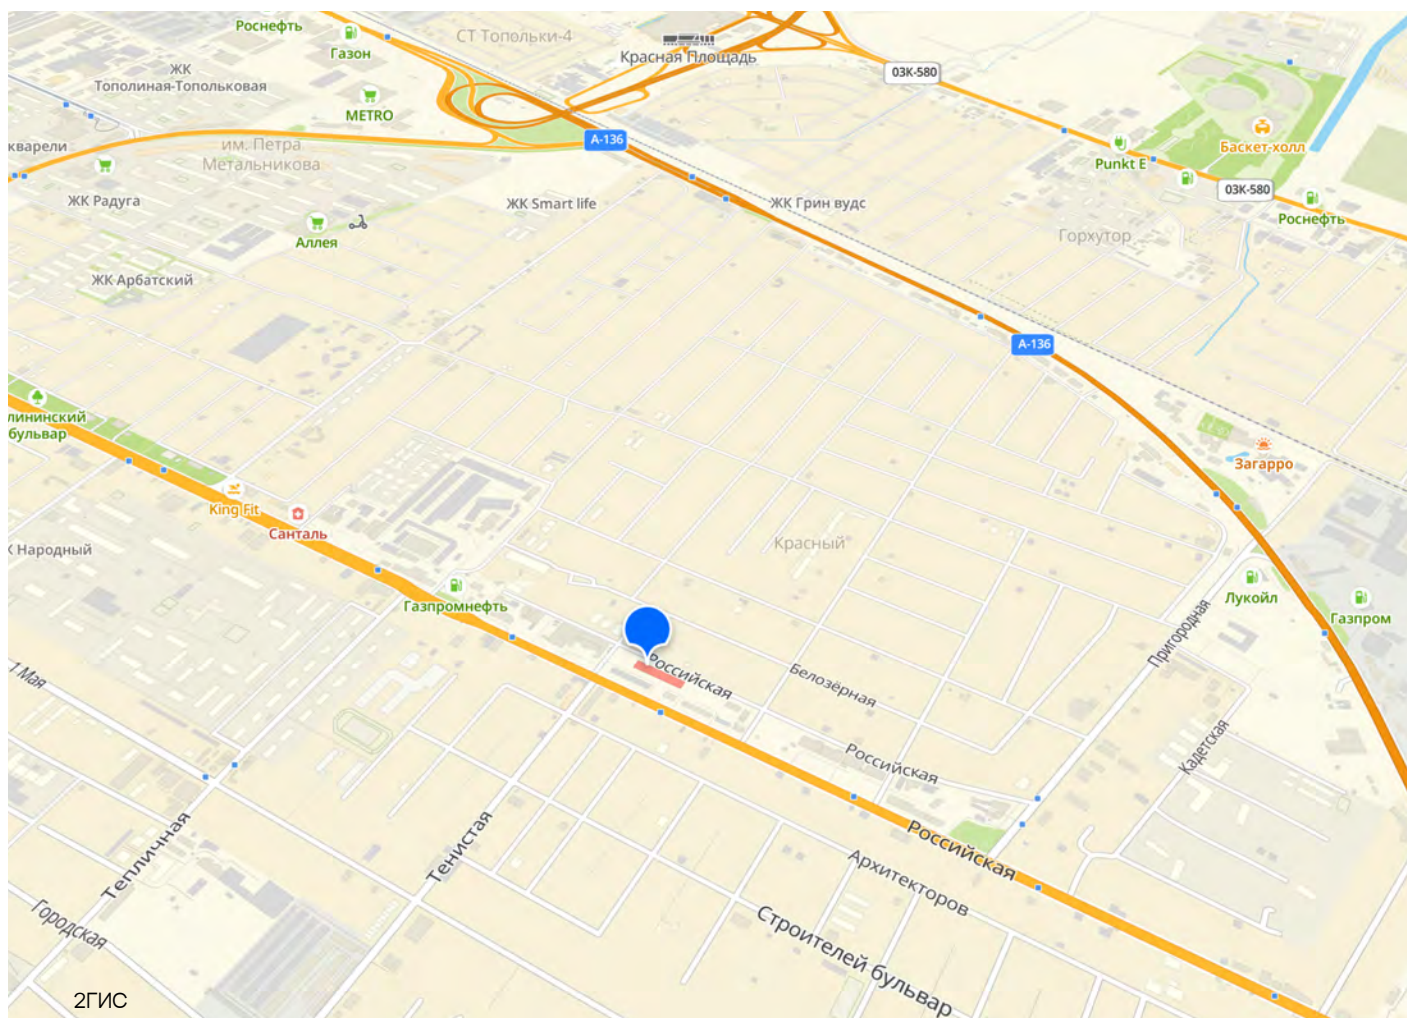 Роснефть
Газон
СТ Топольки-4
Красная Площадь
03К-580
ЖК
Тополиная-Топольковая
METRO
А-136
квареli
им. Петра
Метальникова
Punkt E
Баскет-холл
03К-580
Роснефть
ЖК Радуга
ЖК Smart life
ЖК Грин вудс
Аллея
Горхутор
ЖК Арбатский
А-136
лининский
бульвар
Загарро
King Fit
Санталь
К Народный
Красный
Газпромнефть
Лукойл
Газпром
Пригородная
1 Мая
Российская
Белозёрная
Российская
Кадетская
Тепличная
Тенистая
Российская
Архитекторов
Городская
Строителей бульвар
2ГИС